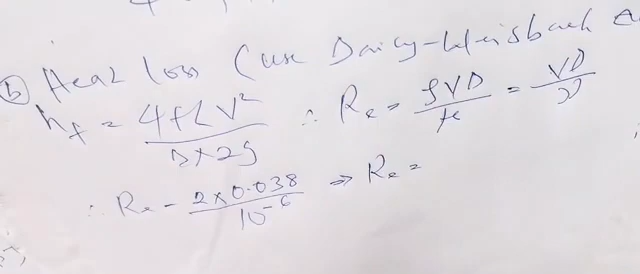 (b) Head loss (use Darcy-Weisbach
h_f = 4fLV² / D×2g ∴ Re = ρVD / μ = VD / ν
∴ Re = 2×0.038 / 10⁻⁶ ⇒ Re =